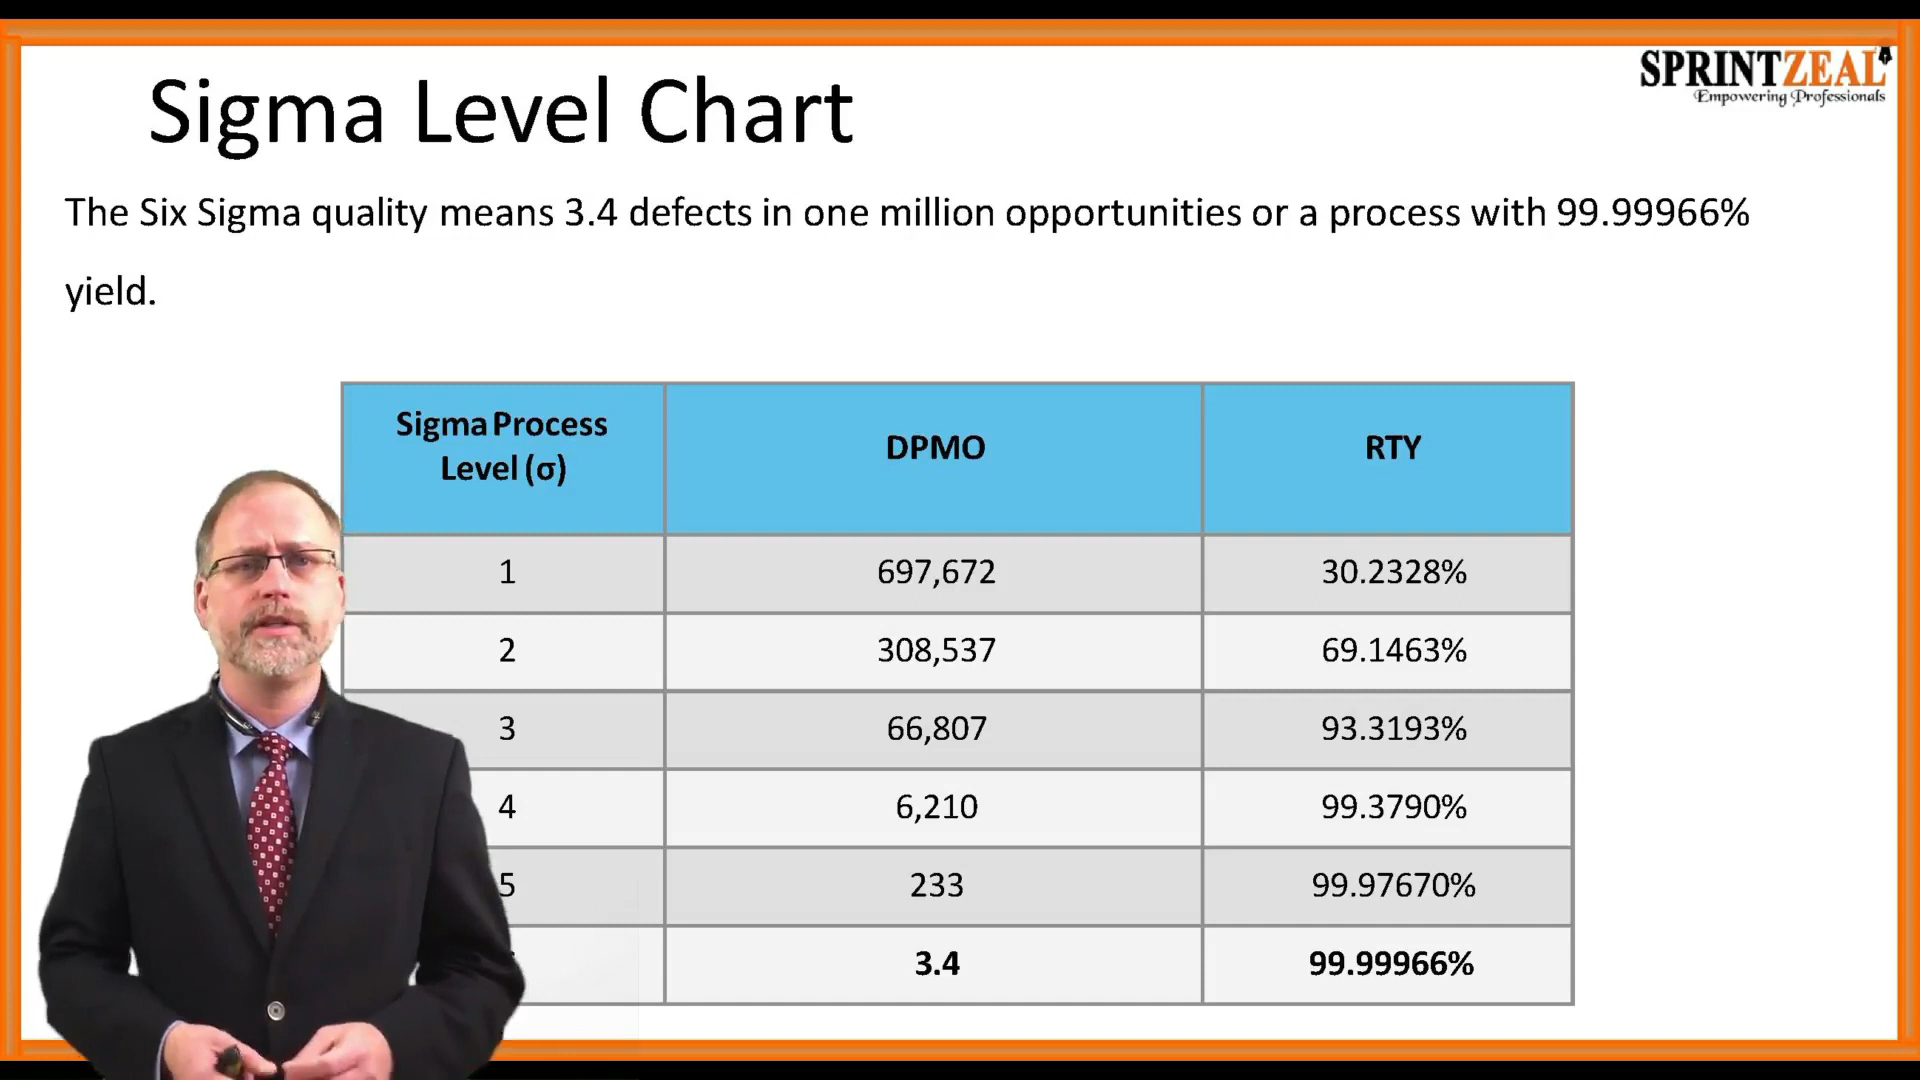 SPRINTZEAL
Empowering Professionals
Sigma Level Chart
The Six Sigma quality means 3.4 defects in one million opportunities or a process with 99.99966%
yield.
Sigma Process
Level (σ)
DPMO
RTY
1 697,672 30.2328%
2 308,537 69.1463%
3 66,807 93.3193%
4 6,210 99.3790%
5 233 99.97670%
3.4 99.99966%